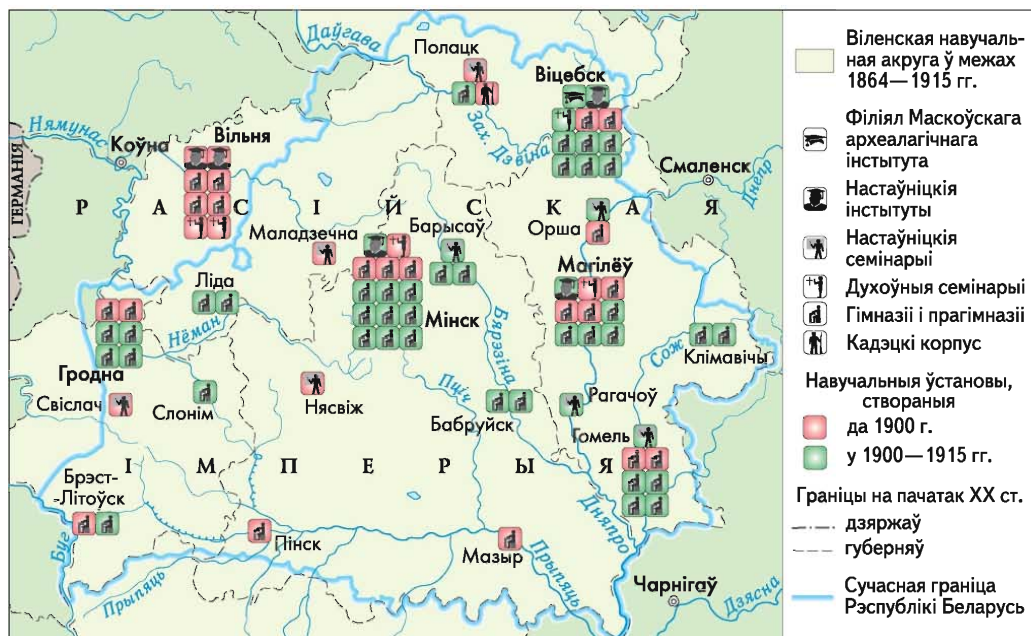 Даўгава
Полацк
Віцебск
Нямунас
Коўна
Вільня
Зах. Дзвіна
Смаленск
Днепр
ГЕРМАНІЯ
РАСІЙСКАЯ
Маладзечна
Барысаў
Орша
Магілёў
Ліда
Нёман
Мінск
Бярэзіна
Сож
Клімавічы
Гродна
Свіслач
Слонім
Нясвіж
Пціч
Бабруйск
Рагачоў
Гомель
ІМПЕРЫЯ
Брэст-
-Літоўск
Буг
Пінск
Мазыр
Дняпро
Прыпяць
Прыпяць
Чарнігаў
Дзясна
Віленская навучаль-
ная акруга ў межах
1864—1915 гг.
Філіял Маскоўскага
археалагічнага
інстытута
Настаўніцкія
інстытуты
Настаўніцкія
семінарыі
Духоўныя семінарыі
Гімназіі і прагімназіі
Кадэцкі корпус
Навучальныя ўстановы,
створаныя
да 1900 г.
у 1900—1915 гг.
Граніцы на пачатак XX ст.
дзяржаў
губерняў
Сучасная граніца
Рэспублікі Беларусь